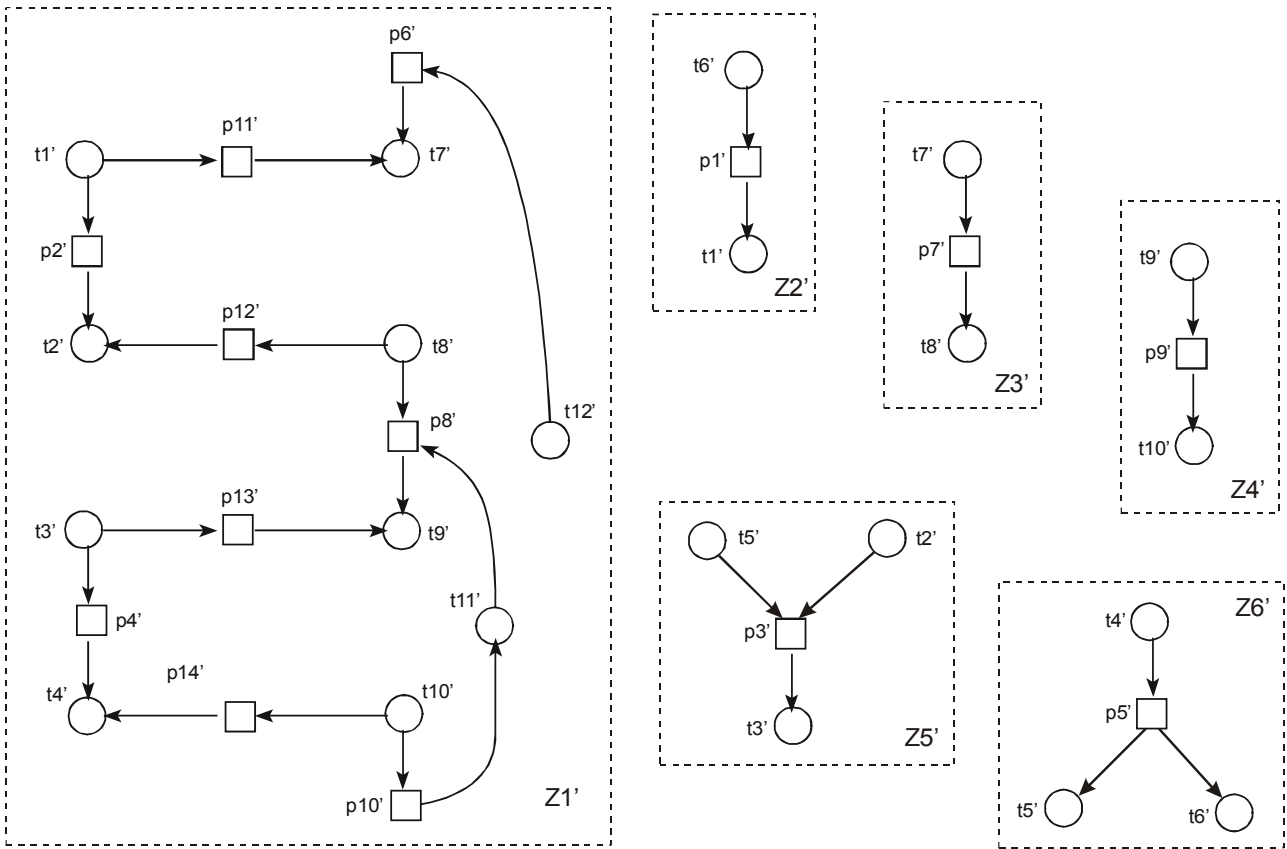 p6’
p11’
t1’
t7’
p2’
p12’
t2’
t8’
p8’
t12’
p13’
t3’
t9’
t11’
p4’
p14’
t4’
t10’
p10’
Z1’
t6’
p1’
t1’
Z2’
t7’
p7’
t8’
Z3’
t9’
p9’
t10’
Z4’
t5’
t2’
p3’
t3’
Z5’
Z6’
t4’
p5’
t5’
t6’